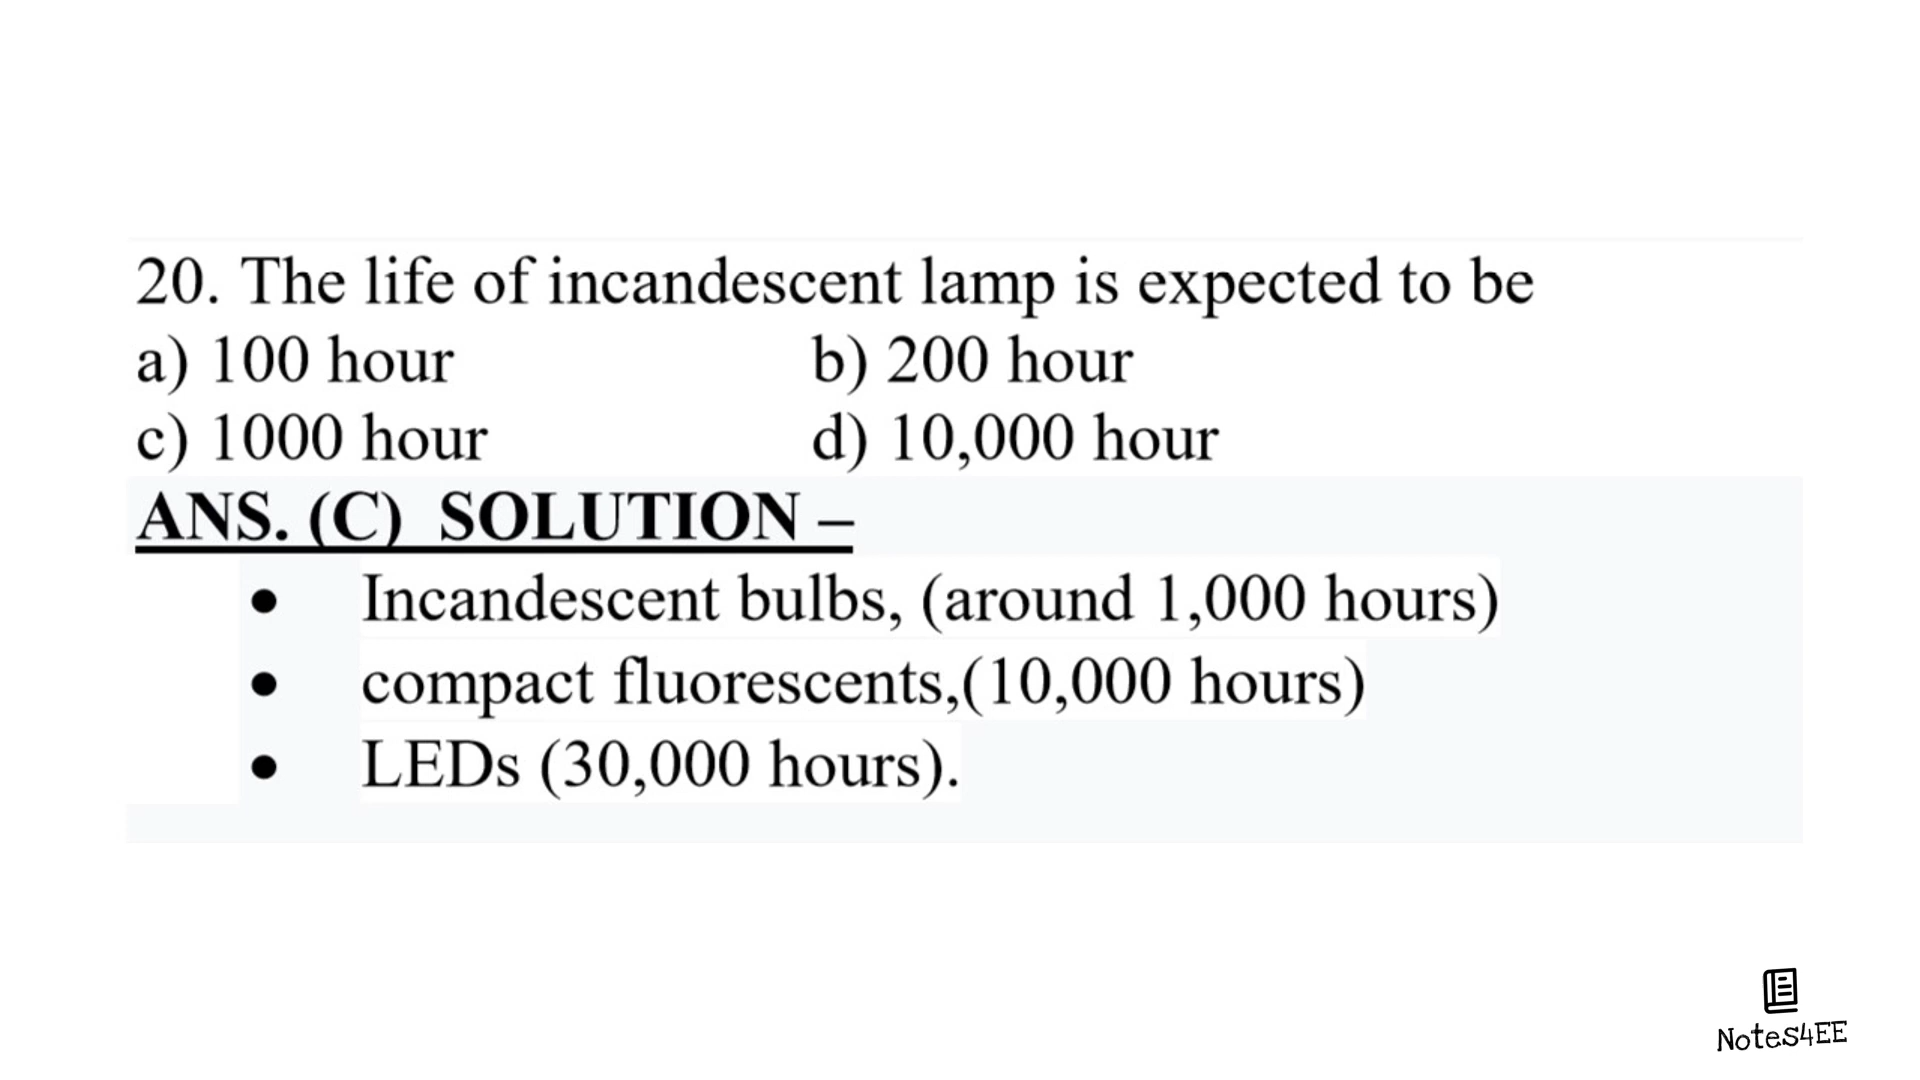 20. The life of incandescent lamp is expected to be
a) 100 hour b) 200 hour
c) 1000 hour d) 10,000 hour
ANS. (C) SOLUTION –
• Incandescent bulbs, (around 1,000 hours)
• compact fluorescents,(10,000 hours)
• LEDs (30,000 hours).
Notes4EE